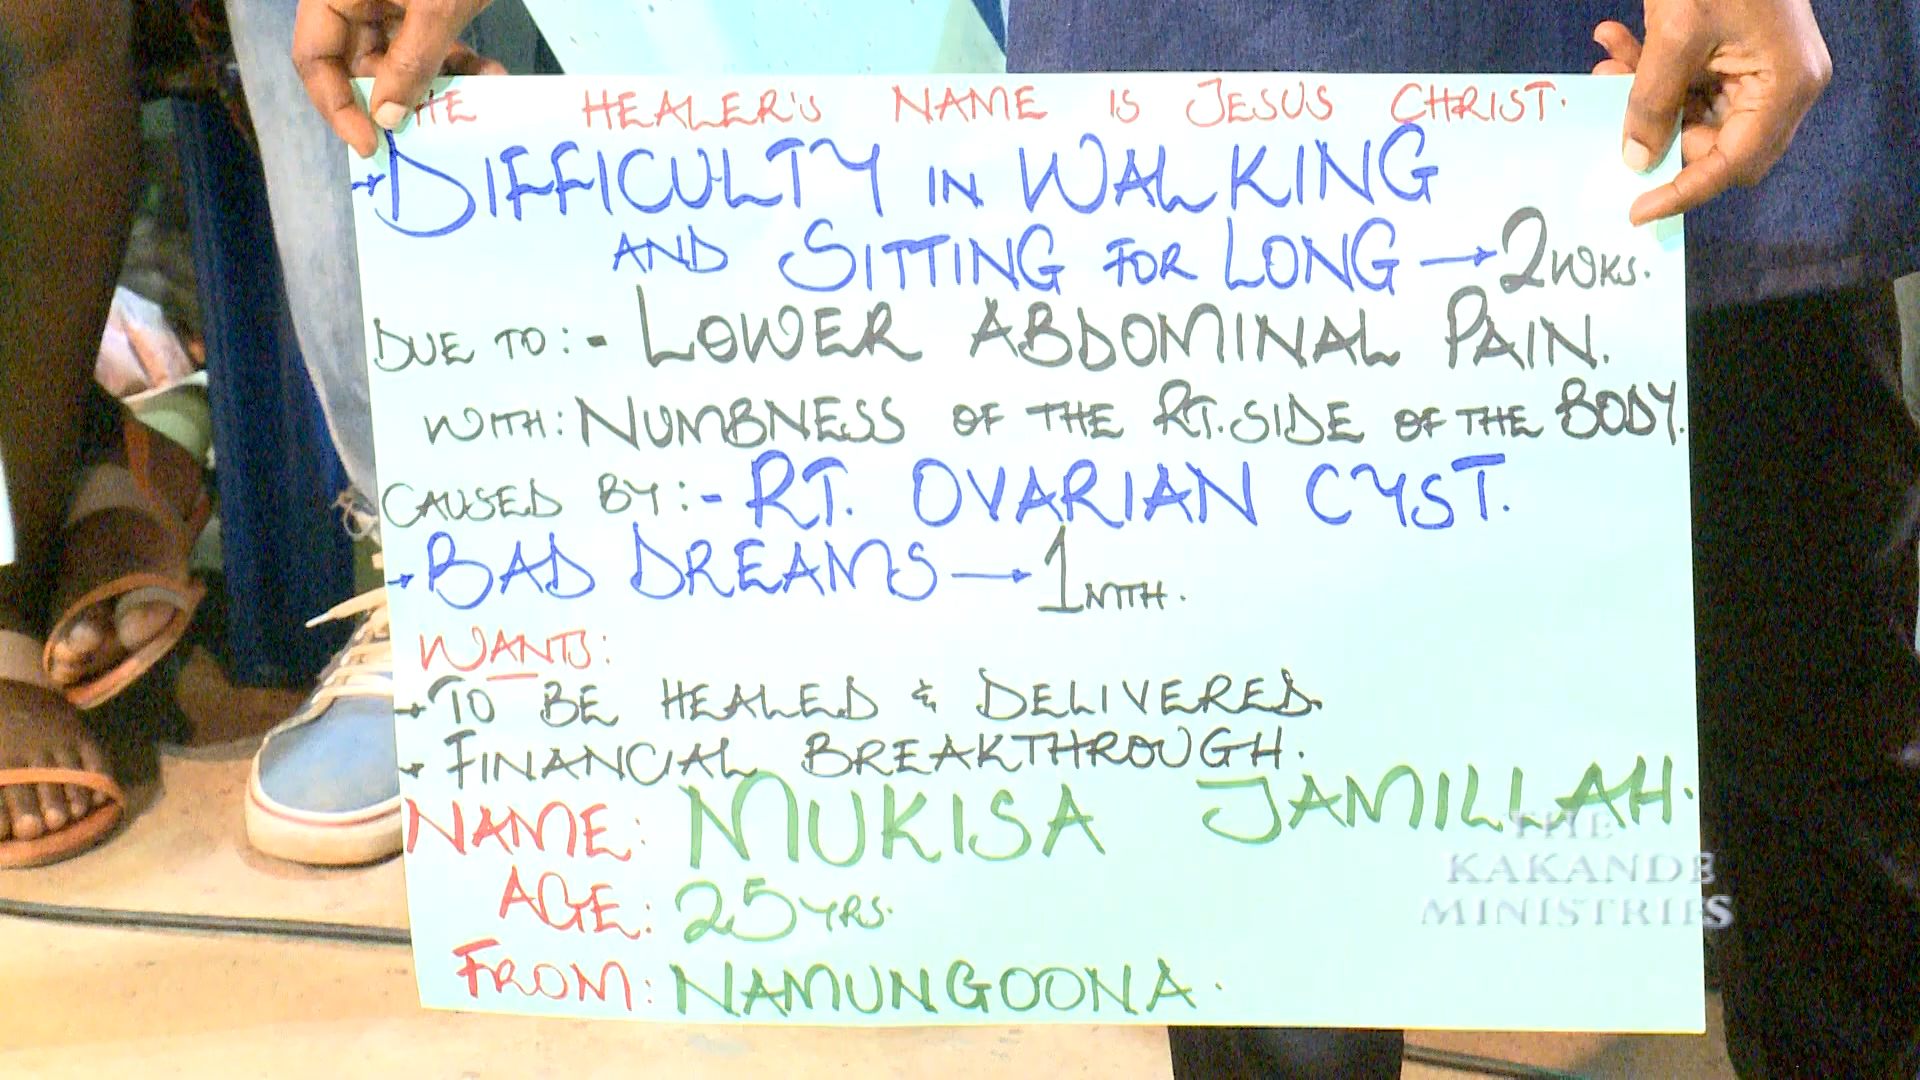 HE HEALER'S NAME IS JESUS CHRIST.
→DIFFICULTY IN WALKING
AND SITTING FOR LONG → 2WKS.
DUE TO:- LOWER ABDOMINAL PAIN.
WITH: NUMBNESS OF THE RT. SIDE OF THE BODY.
CAUSED BY:- RT. OVARIAN CYST.
→BAD DREAMS → 1MTH.
WANTS:
→TO BE HEALED & DELIVERED.
→ FINANCIAL BREAKTHROUGH.
NAME: MUKISA JAMILLAH.
AGE: 25YRS.
FROM: NAMUNGOONA.
THE
KAKANDE
MINISTRIES